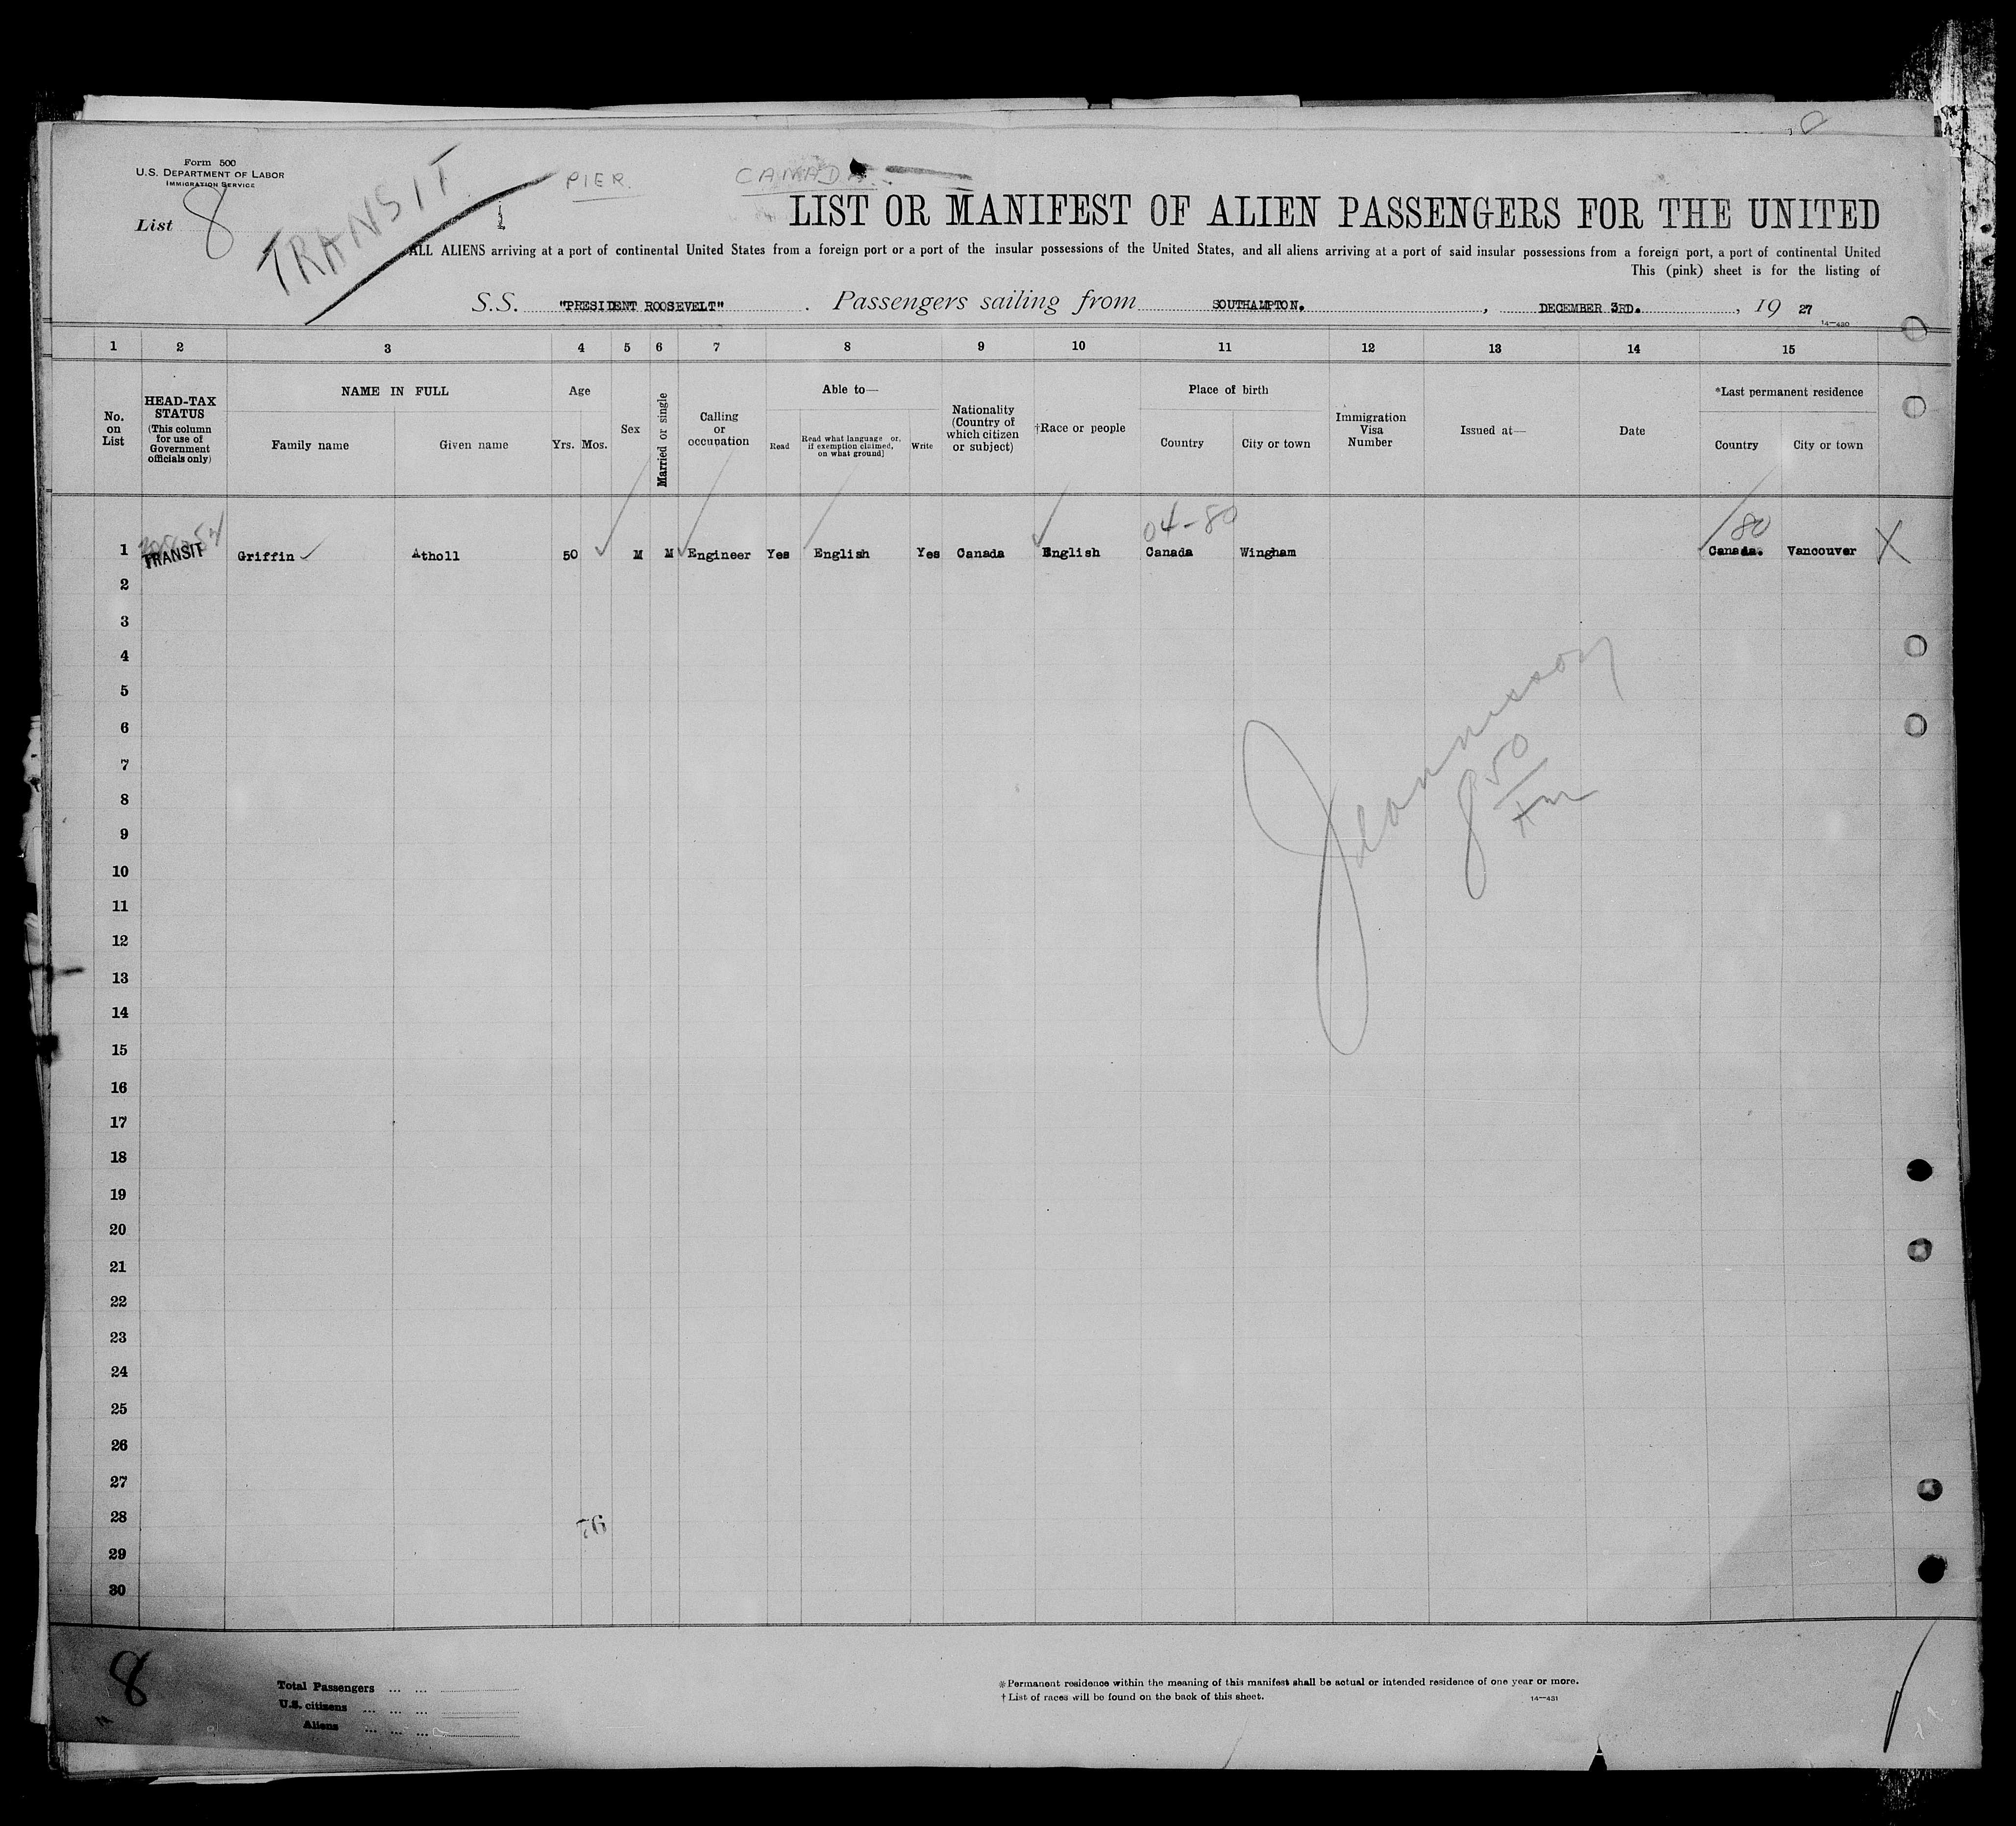 Form 500
U.S. DEPARTMENT OF LABOR
IMMIGRATION SERVICE
List 8
TRANSIT
PIER.
CANADA.
1
LIST OR MANIFEST OF ALIEN PASSENGERS FOR THE UNITED
ALL ALIENS arriving at a port of continental United States from a foreign port or a port of the insular possessions of the United States, and all aliens arriving at a port of said insular possessions from a foreign port, a port of continental United
This (pink) sheet is for the listing of
S.S. "PRESIDENT ROOSEVELT" . Passengers sailing from SOUTHAMPTON. , DECEMBER 3RD. , 19 27
14—430
1 2 3 4 5 6 7 8 9 10 11 12 13 14 15
No. on List
HEAD-TAX STATUS
(This column for use of Government officials only)
NAME IN FULL
Family name Given name
Age
Yrs. Mos.
Sex
Married or single
Calling or occupation
Able to—
Read
Read what language or, if exemption claimed, on what ground]
Write
Nationality (Country of which citizen or subject)
†Race or people
Place of birth
Country City or town
Immigration Visa Number
Issued at—
Date
*Last permanent residence
Country City or town
04-80 80
1 TRANSIT Griffin Atholl 50 M M Engineer Yes English Yes Canada English Canada Wingham Canada. Vancouver X
2
3
4
5
6
7
8
9
10
11
12
13
14
15
16
17
18
19
20
21
22
23
24
25
26
27
28
29
30
8 50
76
8
Total Passengers ... ...
U.S. citizens ... ... ...
Aliens ... ... ...
*Permanent residence within the meaning of this manifest shall be actual or intended residence of one year or more.
†List of races will be found on the back of this sheet.
14—431